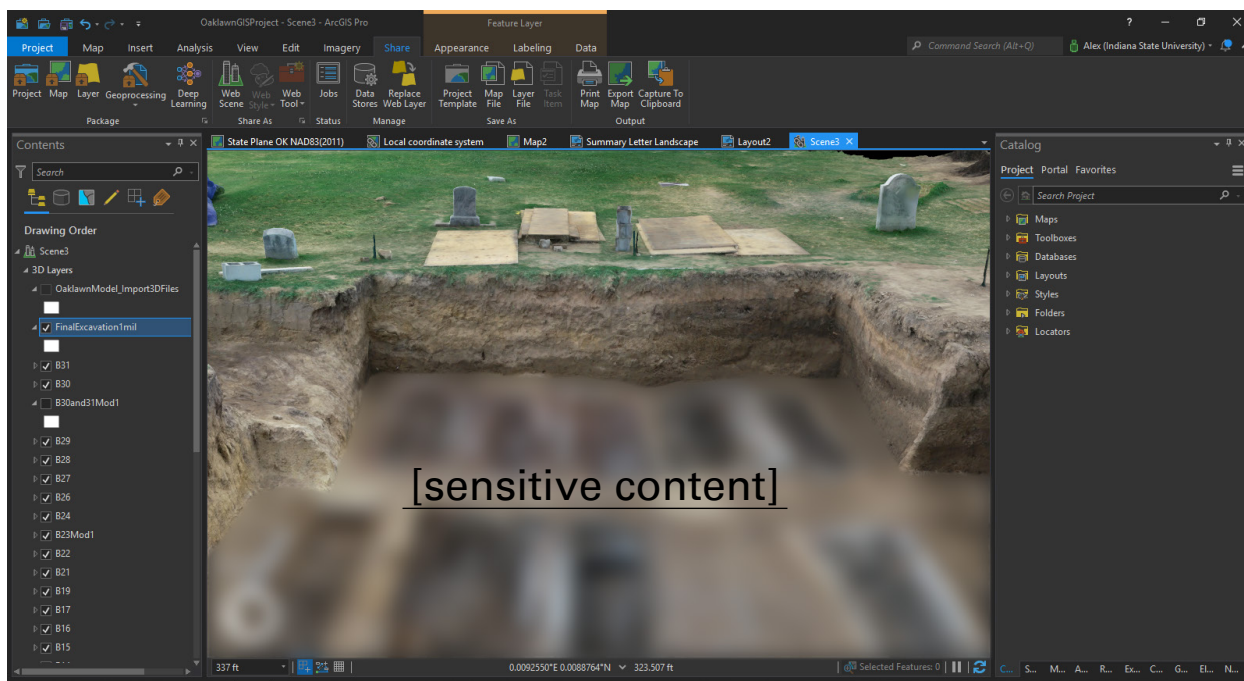 OaklawnGISProject - Scene3 - ArcGIS Pro
Feature Layer
?
Project Map Insert Analysis View Edit Imagery Share Appearance Labeling Data
Command Search (Alt+Q)
Alex (Indiana State University)
Project Map Layer Geoprocessing Deep Learning
Web Scene Web Style Web Tool Jobs Data Stores Replace Web Layer
Project Template Map File Layer File Task Item Print Map Export Map Capture To Clipboard
Package Share As Status Manage Save As Output
Contents
State Plane OK NAD83(2011) Local coordinate system Map2 Summary Letter Landscape Layout2 Scene3
Catalog
Search
Project Portal Favorites
Search Project
Drawing Order
Scene3
3D Layers
OaklawnModel_Import3DFiles
FinalExcavation1mil
B31
B30
B30and31Mod1
B29
B28
B27
B26
B24
B23Mod1
B22
B21
B19
B17
B16
B15
[sensitive content]
Maps
Toolboxes
Databases
Layouts
Styles
Folders
Locators
337 ft
0.0092550°E 0.0088764°N 323.507 ft
Selected Features: 0
C... S... M... A... R... Ex... C... G... El... N...